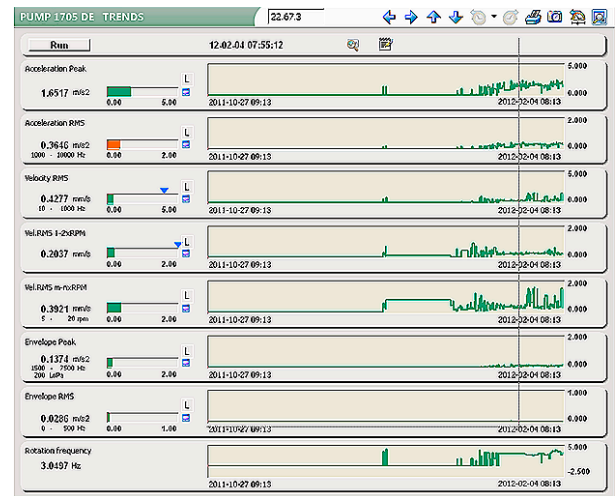 PUMP 1705 DE TRENDS
22.67.3
Run
12-02-04 07:55:12
Acceleration Peak
1.6517 m/s2
0.00 5.00
L
5.000
0.000
2011-10-27 09:13 2012-02-04 08:13
Acceleration RMS
0.3646 m/s2
1000 - 10000 Hz
0.00 2.00
L
2.000
0.000
2011-10-27 09:13 2012-02-04 08:13
Velocity RMS
0.4277 mm/s
10 - 1000 Hz
0.00 5.00
L
5.000
0.000
2011-10-27 09:13 2012-02-04 08:13
Vel.RMS 1-2xRPM
0.2037 mm/s
0.00 2.00
L
2.000
0.000
2011-10-27 09:13 2012-02-04 08:13
Vel.RMS m-nxRPM
0.3921 mm/s
5 - 20 rpm
0.00 2.00
L
2.000
0.000
2011-10-27 09:13 2012-02-04 08:13
Envelope Peak
0.1374 m/s2
1500 - 7500 Hz
200 LoPa
0.00 2.00
L
2.000
0.000
2011-10-27 09:13 2012-02-04 08:13
Envelope RMS
0.0286 m/s2
0 - 500 Hz
0.00 1.00
L
1.000
0.000
2011-10-27 09:13 2012-02-04 08:13
Rotation frequency
3.0497 Hz
5.000
-2.500
2011-10-27 09:13 2012-02-04 08:13